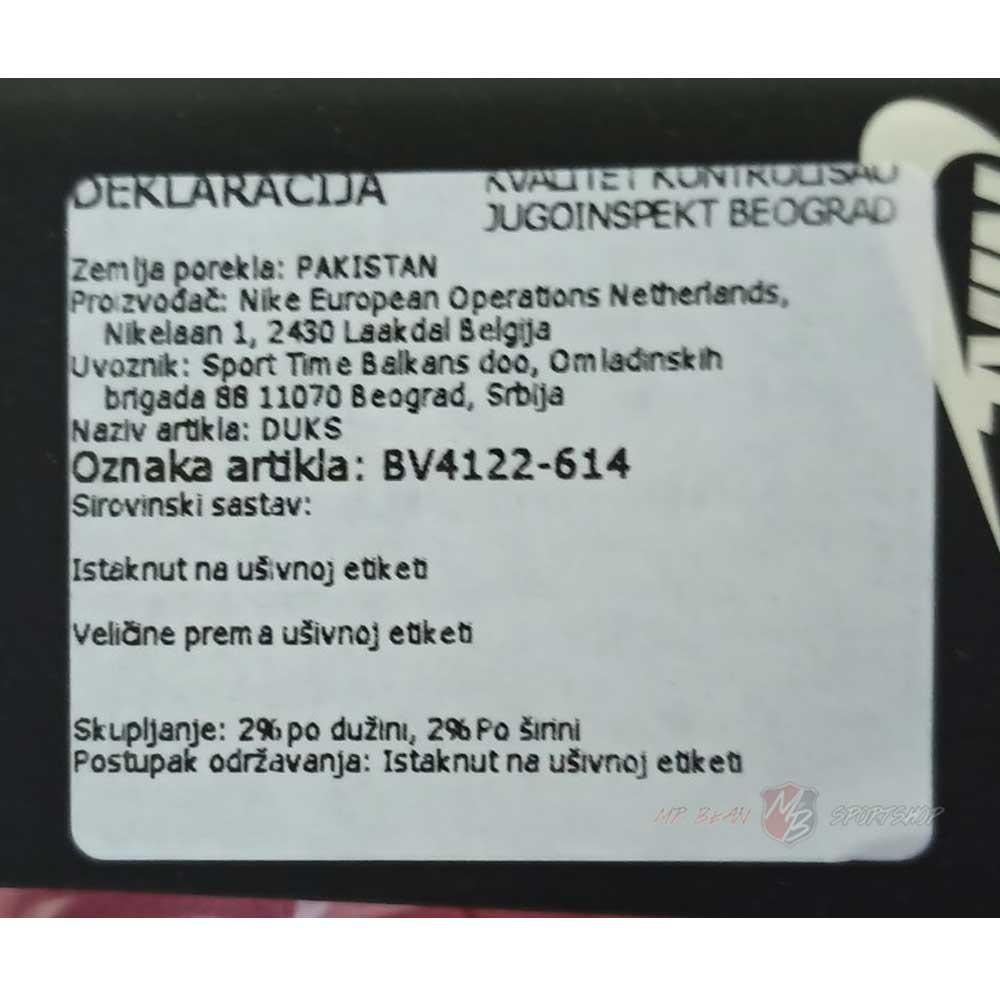 DEKLARACIJA
KVALITET KONTROLISAO
JUGOINSPEKT BEOGRAD
Zemlja porekla: PAKISTAN
Proizvođač: Nike European Operations Netherlands,
Nikelaan 1, 2430 Laakdal Belgija
Uvoznik: Sport Time Balkans doo, Omladinskih
brigada 88 11070 Beograd, Srbija
Naziv artikla: DUKS
Oznaka artikla: BV4122-614
Sirovinski sastav:
Istaknut na ušivnoj etiketi
Veličine prema ušivnoj etiketi
Skupljanje: 2% po dužini, 2% Po širini
Postupak održavanja: Istaknut na ušivnoj etiketi
MP BEAN MB SPORTSHOP